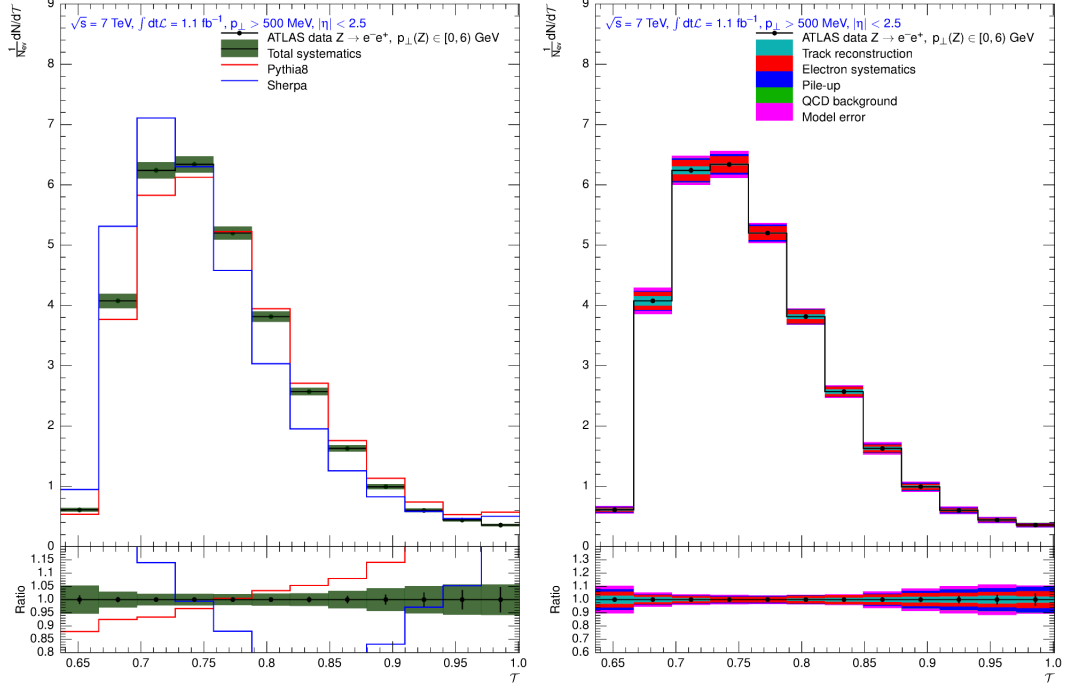 √s = 7 TeV, ∫ dtℒ = 1.1 fb⁻¹, p⊥ > 500 MeV, |η| < 2.5
ATLAS data Z → e⁻e⁺, p⊥(Z) ∈ [0, 6) GeV
Total systematics
Pythia8
Sherpa
1/N_ev dN/d𝒯
9
8
7
6
5
4
3
2
1
0
Ratio
1.15
1.1
1.05
1.0
0.95
0.9
0.85
0.8
0.65 0.7 0.75 0.8 0.85 0.9 0.95 1.0
𝒯
√s = 7 TeV, ∫ dtℒ = 1.1 fb⁻¹, p⊥ > 500 MeV, |η| < 2.5
ATLAS data Z → e⁻e⁺, p⊥(Z) ∈ [0, 6) GeV
Track reconstruction
Electron systematics
Pile-up
QCD background
Model error
1/N_ev dN/d𝒯
9
8
7
6
5
4
3
2
1
0
Ratio
1.3
1.2
1.1
1.0
0.9
0.8
0.7
0.6
0.65 0.7 0.75 0.8 0.85 0.9 0.95 1.0
𝒯